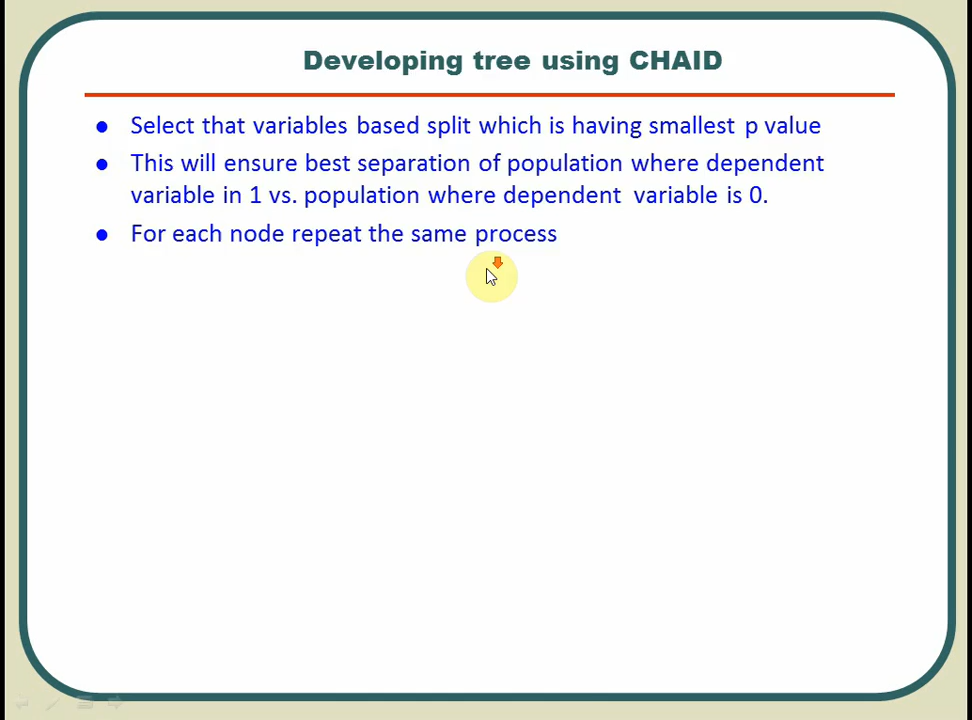 Developing tree using CHAID
● Select that variables based split which is having smallest p value
● This will ensure best separation of population where dependent
variable in 1 vs. population where dependent variable is 0.
● For each node repeat the same process